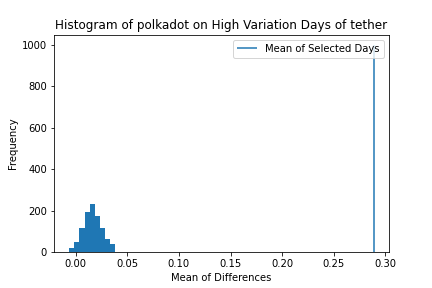 Histogram of polkadot on High Variation Days of tether
Mean of Selected Days
1000
800
600
400
200
0
Frequency
0.00 0.05 0.10 0.15 0.20 0.25 0.30
Mean of Differences